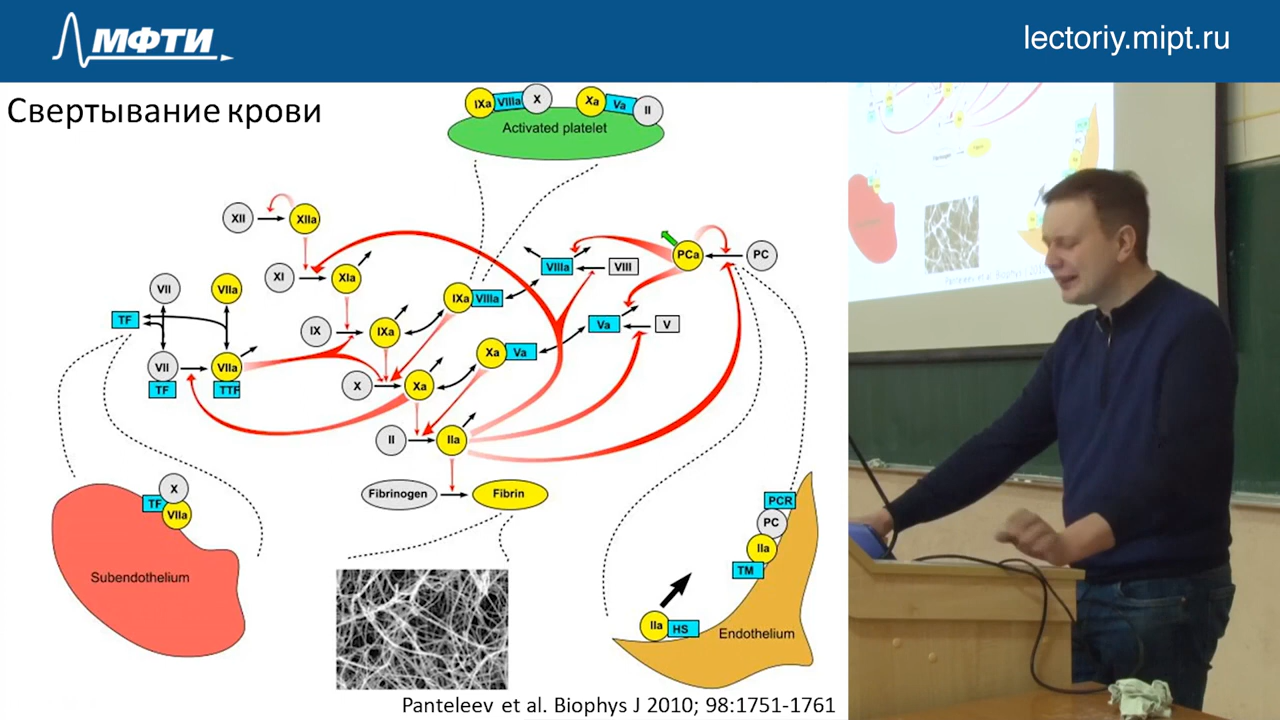 МФТИ
lectoriy.mipt.ru
Свертывание крови
IXa VIIIa X
Xa Va II
Activated platelet
XII XIIa
XI XIa
VIIIa VIII
PCa PC
VII VIIa
IXa VIIIa
TF
IX IXa
Va V
Xa Va
VII VIIa
TF TTF
X Xa
II IIa
Fibrinogen Fibrin
X
TF
VIIa
Subendothelium
PCR
PC
IIa
TM
IIa HS
Endothelium
Panteleev et al. Biophys J 2010; 98:1751-1761